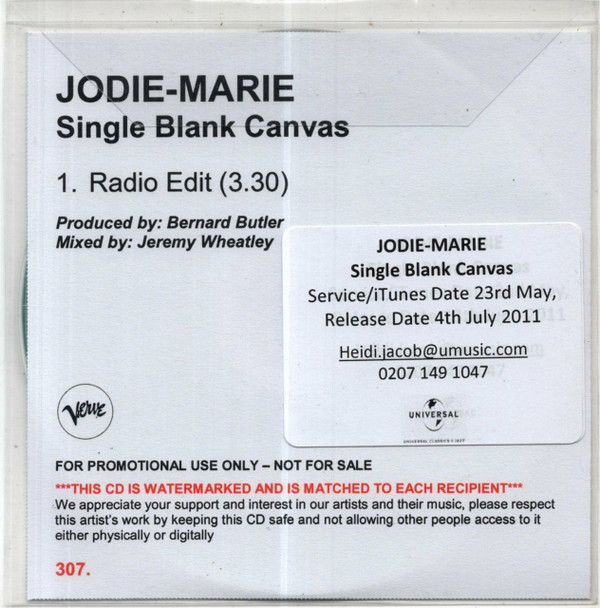 JODIE-MARIE
Single Blank Canvas
1. Radio Edit (3.30)
Produced by: Bernard Butler
Mixed by: Jeremy Wheatley
JODIE-MARIE
Single Blank Canvas
Service/iTunes Date 23rd May,
Release Date 4th July 2011
Heidi.jacob@umusic.com
0207 149 1047
UNIVERSAL
UNIVERSAL CLASSICS & JAZZ
Verve
FOR PROMOTIONAL USE ONLY – NOT FOR SALE
***THIS CD IS WATERMARKED AND IS MATCHED TO EACH RECIPIENT***
We appreciate your support and interest in our artists and their music, please respect
this artist's work by keeping this CD safe and not allowing other people access to it
either physically or digitally
307.